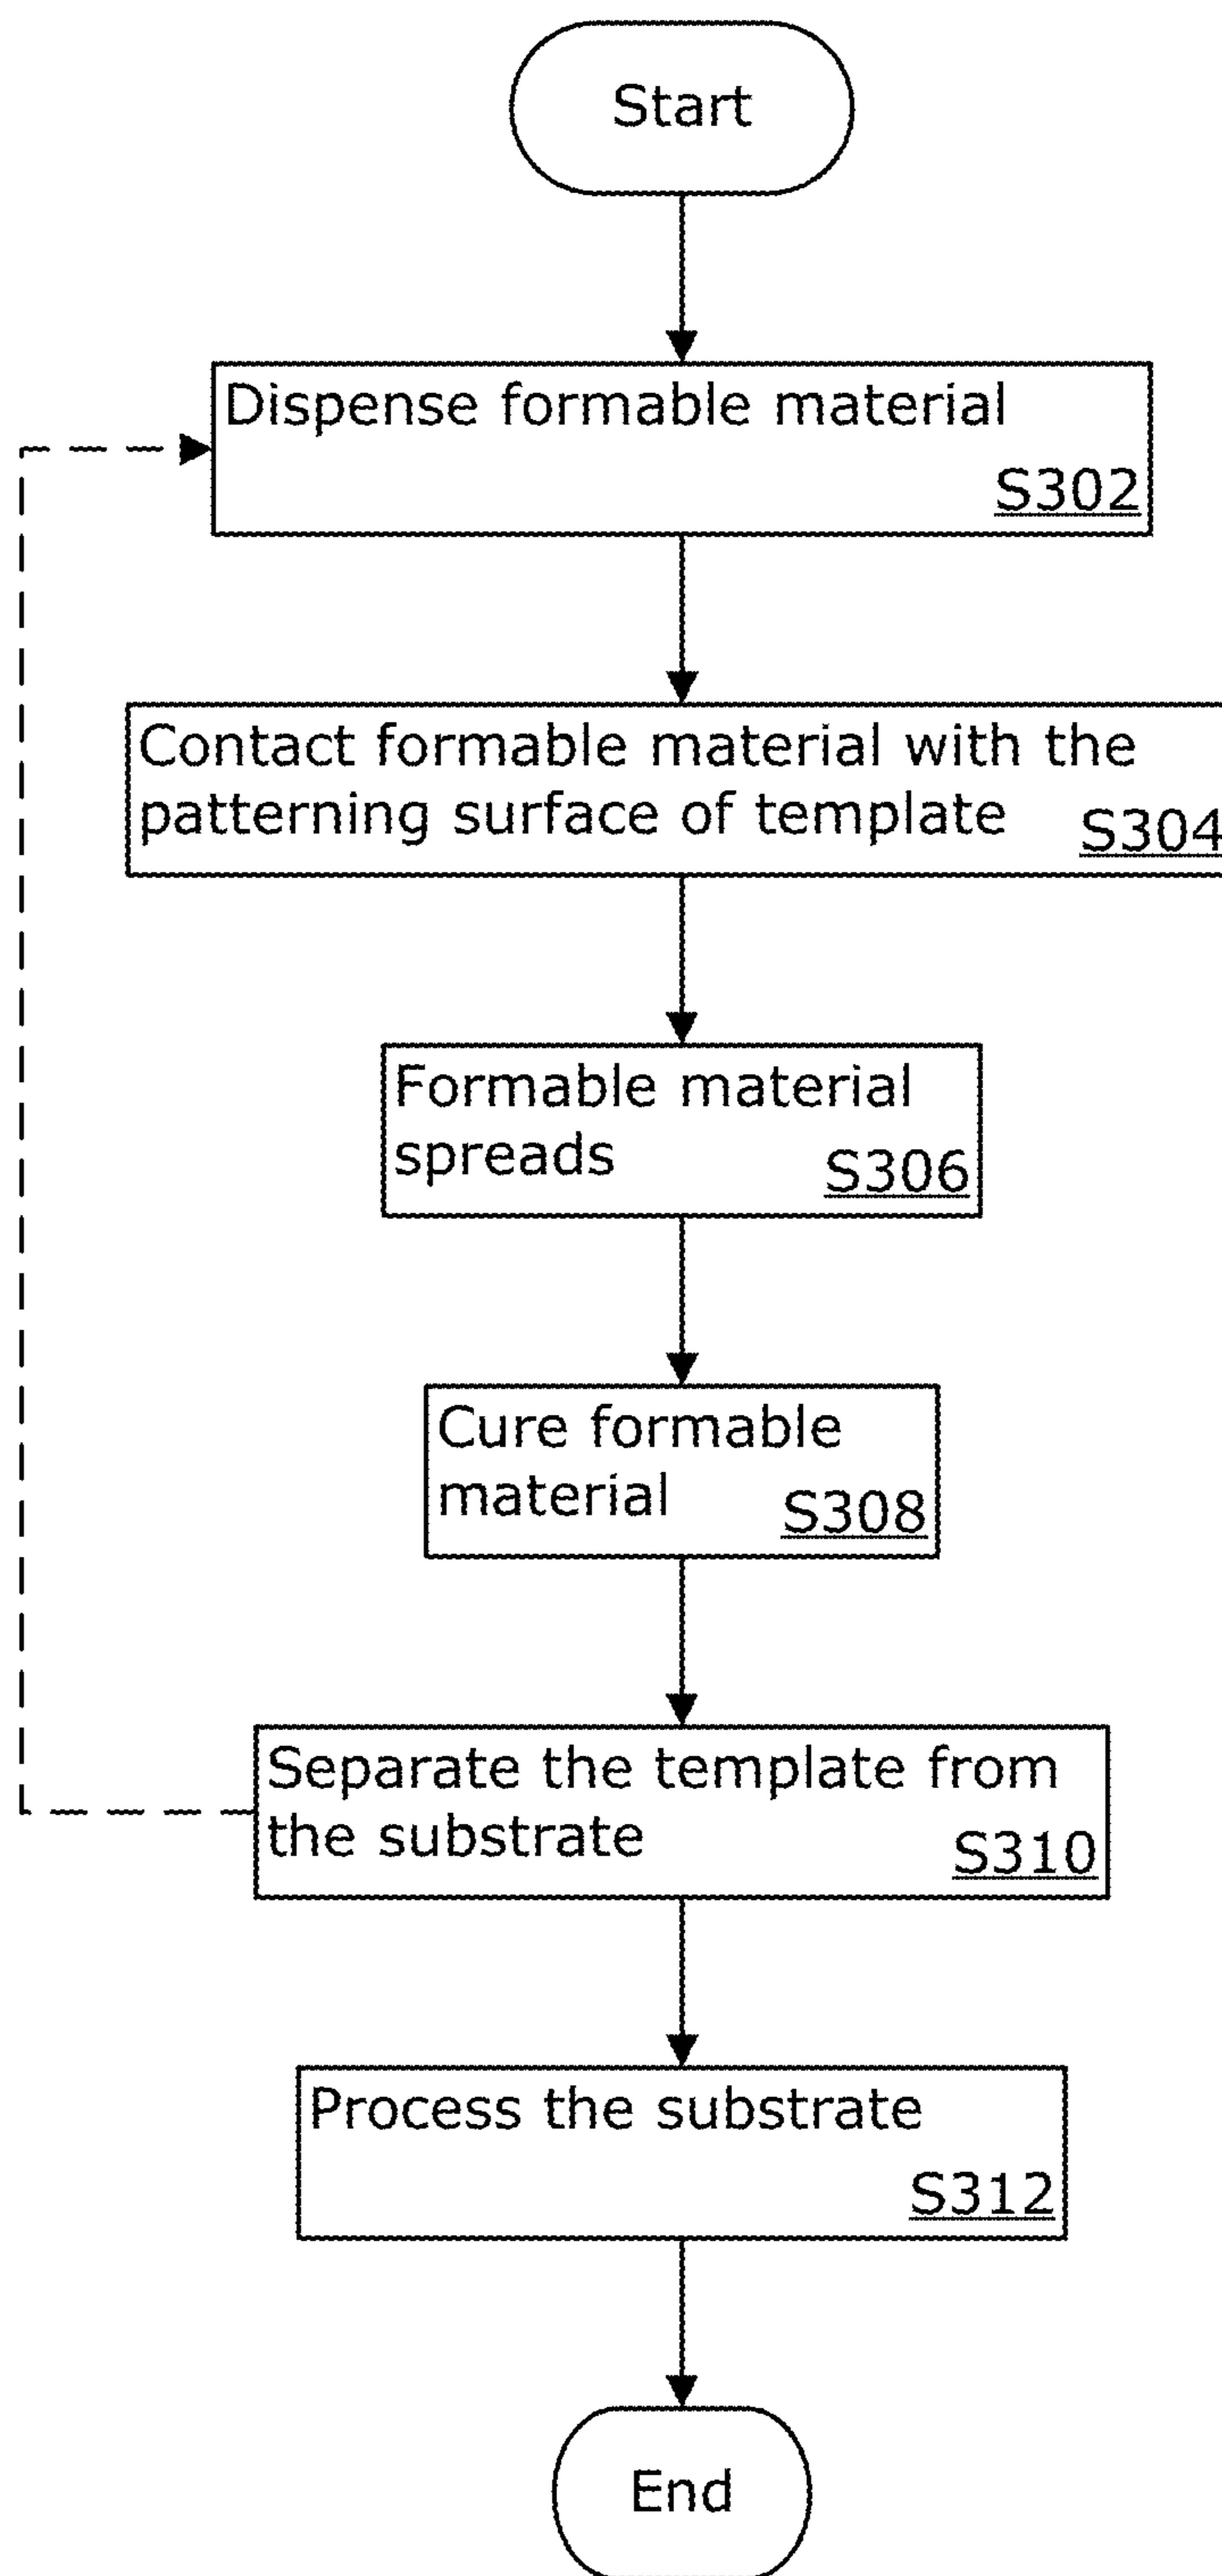 Start
Dispense formable material
S302
Contact formable material with the
patterning surface of template S304
Formable material
spreads S306
Cure formable
material S308
Separate the template from
the substrate S310
Process the substrate
S312
End